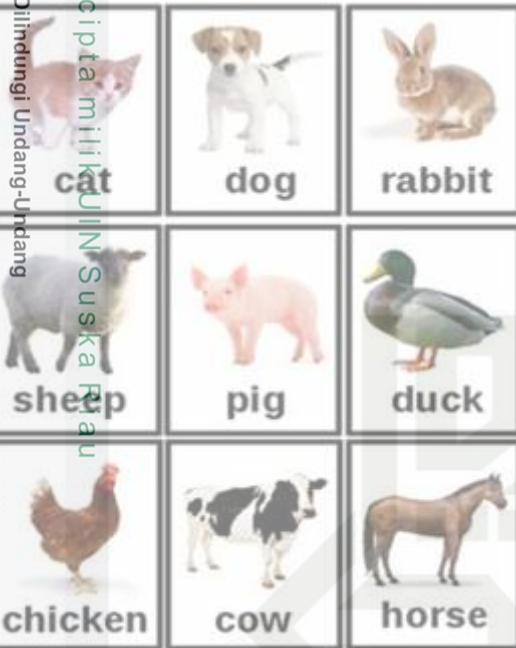 cat
dog
rabbit
sheep
pig
duck
chicken
cow
horse
cipta milik UIN Suska Riau
Dilindungi Undang-Undang